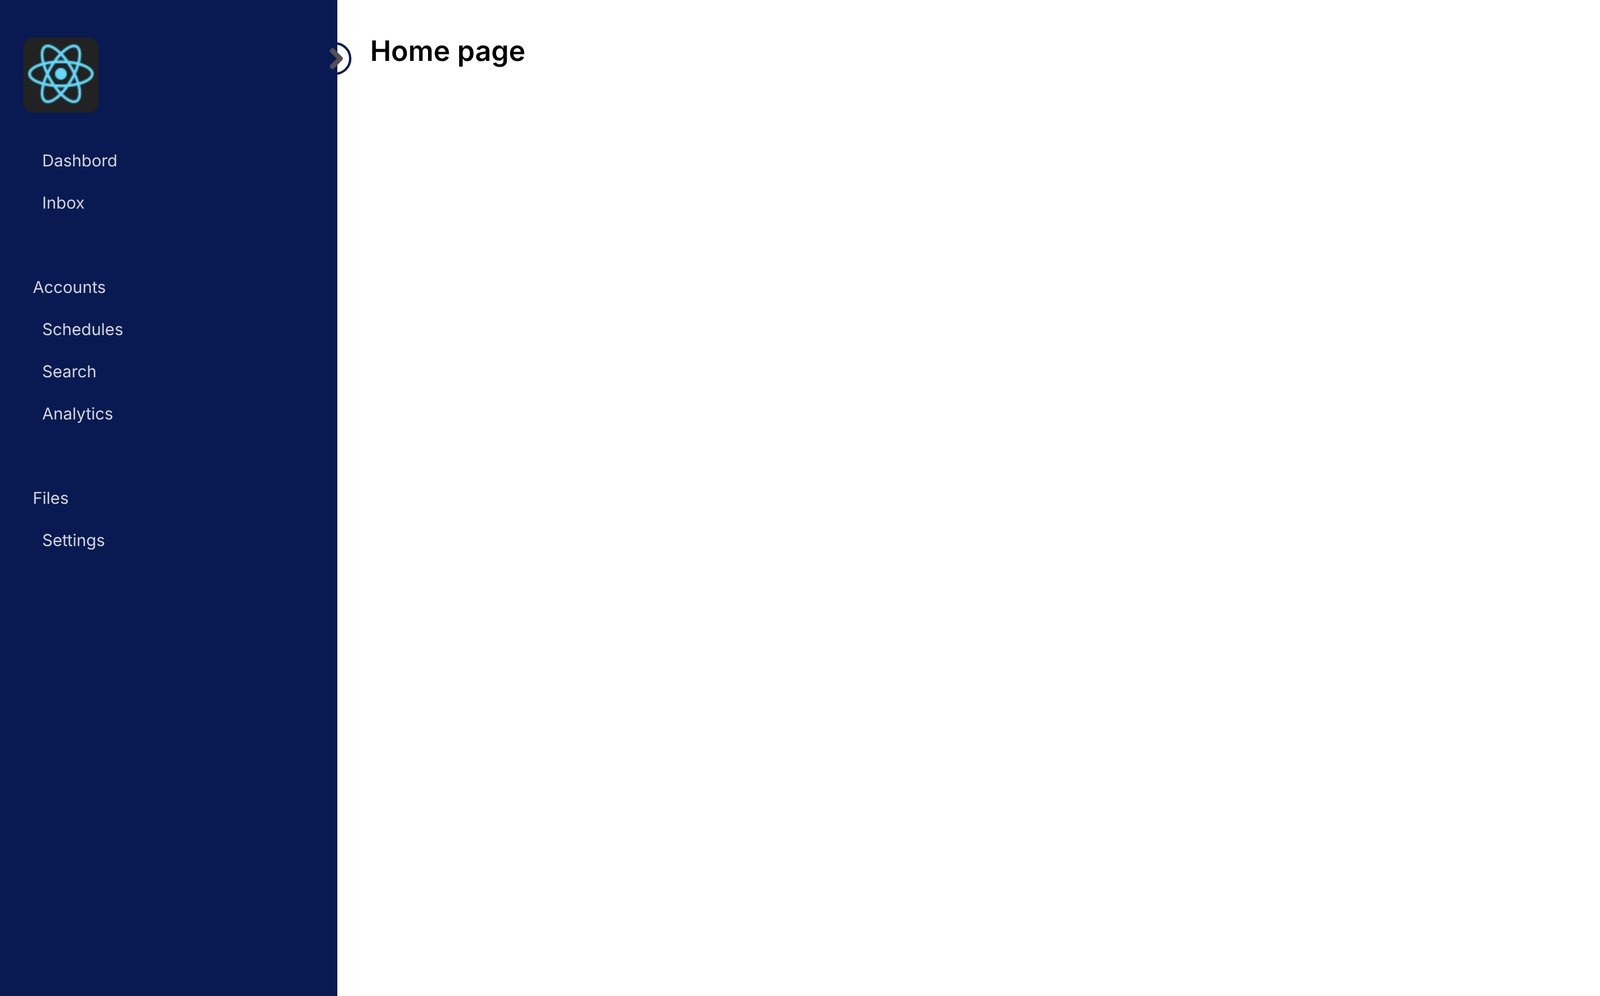 Home page
Dashbord
Inbox
Accounts
Schedules
Search
Analytics
Files
Settings